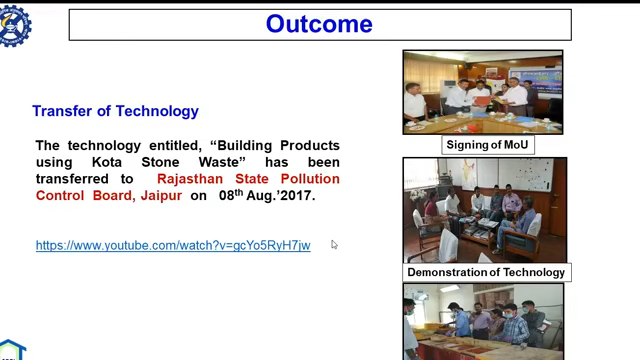 Outcome
Transfer of Technology
The technology entitled, “Building Products
using Kota Stone Waste” has been
transferred to Rajasthan State Pollution
Control Board, Jaipur on 08th Aug.’2017.
https://www.youtube.com/watch?v=gcYo5RyH7jw
Signing of MoU
Demonstration of Technology